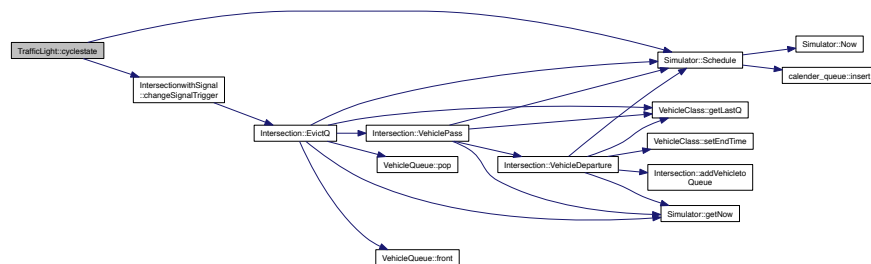 TrafficLight::cyclestate
IntersectionwithSignal
::changeSignalTrigger
Intersection::EvictQ
Intersection::VehiclePass
VehicleQueue::pop
VehicleQueue::front
Intersection::VehicleDeparture
Simulator::Schedule
VehicleClass::getLastQ
VehicleClass::setEndTime
Intersection::addVehicleto
Queue
Simulator::getNow
Simulator::Now
calender_queue::insert